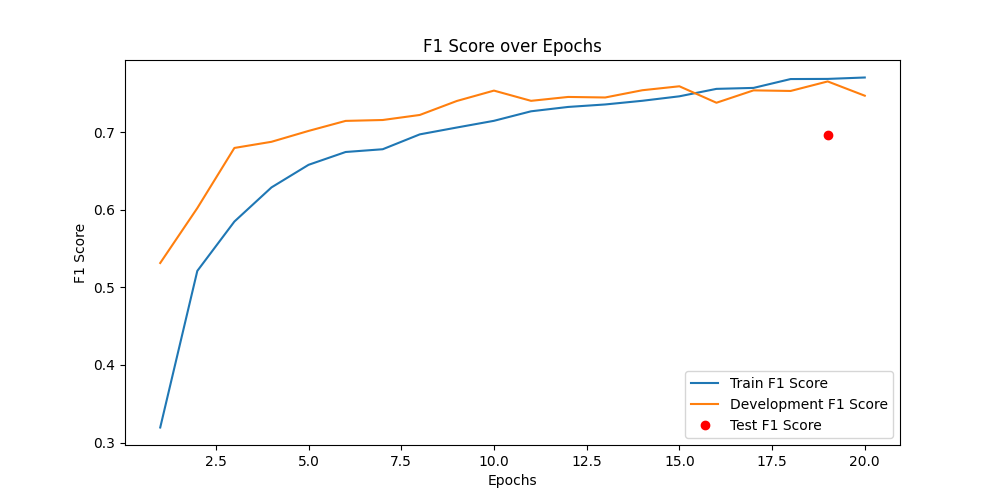 F1 Score over Epochs
F1 Score
0.7
0.6
0.5
0.4
0.3
2.5 5.0 7.5 10.0 12.5 15.0 17.5 20.0
Epochs
Train F1 Score
Development F1 Score
Test F1 Score